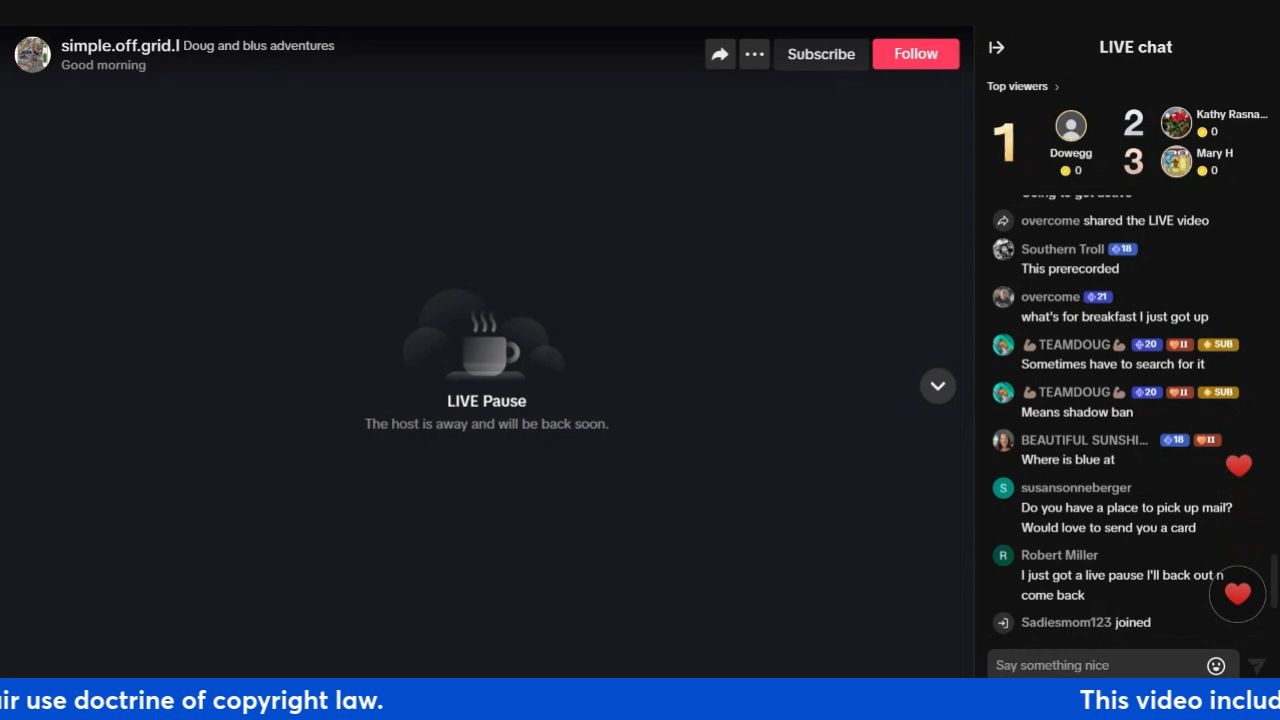 simple.off.grid.l Doug and blus adventures
Good morning
Subscribe
Follow
LIVE Pause
The host is away and will be back soon.
LIVE chat
Top viewers
1
Dowegg
0
2
Kathy Rasna...
0
3
Mary H
0
overcome shared the LIVE video
Southern Troll 18
This prerecorded
overcome 21
what's for breakfast I just got up
TEAMDOUG 20 II SUB
Sometimes have to search for it
TEAMDOUG 20 II SUB
Means shadow ban
BEAUTIFUL SUNSHI... 18 II
Where is blue at
S susansonneberger
Do you have a place to pick up mail?
Would love to send you a card
R Robert Miller
I just got a live pause I'll back out n
come back
Sadiesmom123 joined
Say something nice
ir use doctrine of copyright law.
This video includ